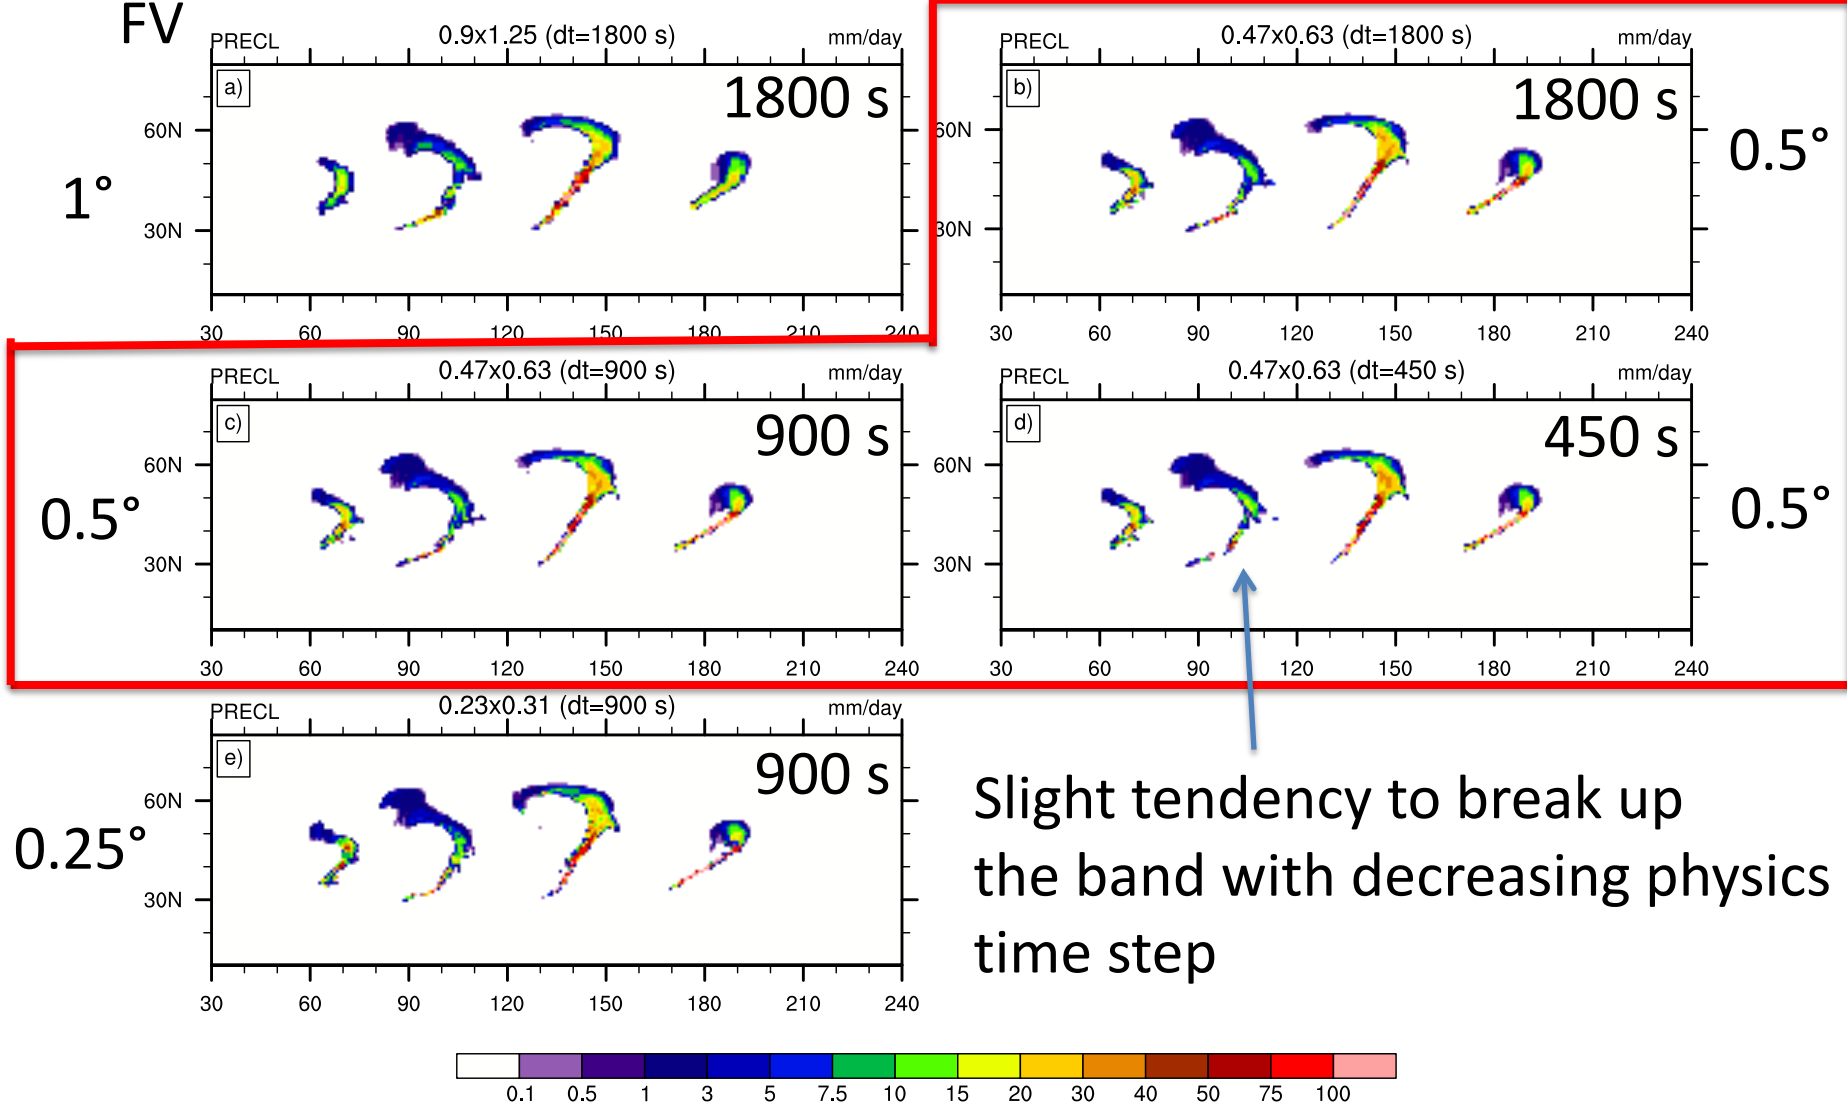 FV
PRECL 0.9x1.25 (dt=1800 s) mm/day
a) 1800 s
60N
30N
30 60 90 120 150 180 210 240
1°
PRECL 0.47x0.63 (dt=1800 s) mm/day
b) 1800 s
60N
30N
30 60 90 120 150 180 210 240
0.5°
PRECL 0.47x0.63 (dt=900 s) mm/day
c) 900 s
60N
30N
30 60 90 120 150 180 210 240
0.5°
PRECL 0.47x0.63 (dt=450 s) mm/day
d) 450 s
60N
30N
30 60 90 120 150 180 210 240
0.5°
PRECL 0.23x0.31 (dt=900 s) mm/day
e) 900 s
60N
30N
30 60 90 120 150 180 210 240
0.25°
Slight tendency to break up
the band with decreasing physics
time step
0.1 0.5 1 3 5 7.5 10 15 20 30 40 50 75 100